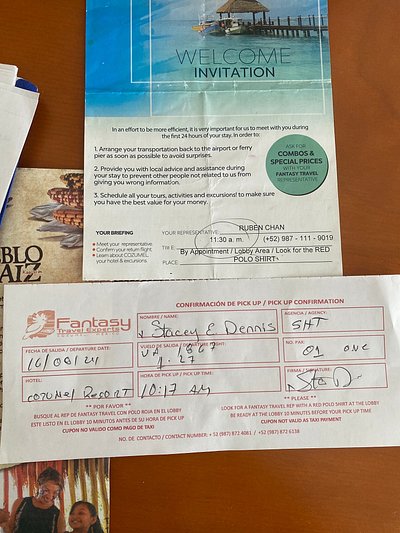 WELCOME
INVITATION
In an effort to be more efficient, it is very important for us to meet with you during
the first 24 hours of your stay. In order to:
1. Arrange your transportation back to the airport or ferry
pier as soon as possible to avoid surprises.
2. Provide you with local advice and assistance during
your stay to prevent other people not related to us from
giving you wrong information.
3. Schedule all your tours, activities and excursions! to make sure
you have the best value for your money.
ASK FOR
COMBOS &
SPECIAL PRICES
WITH YOUR
FANTASY TRAVEL
REPRESENTATIVE
YOUR BRIEFING
Meet your representative.
Confirm your return flight.
Learn about COZUMEL,
your hotel & excursions.
YOUR REPRESENTATIVE RUBÉN CHAN
TIME: 11:30 a. m. (+52) 987 - 111 - 9019
PLACE: By Appointment / Lobby Area / Look for the RED
POLO SHIRT
BLO
AIZ
Fantasy
Travel Experts
CONFIRMACIÓN DE PICK UP / PICK UP CONFIRMATION
NOMBRE / NAME:
Stacey E Dennis
AGENCIA / AGENCY:
SHT
FECHA DE SALIDA / DEPARTURE DATE:
VUELO DE SALIDA / DEPARTURE FLIGHT:
UA 1867
1:27
NO. PAX:
01 ONE
HOTEL:
COZUMEL RESORT
HORA DE PICK UP / PICK UP TIME:
10:17 AM
FIRMA / SIGNATURE:
** POR FAVOR **
BUSQUE AL REP DE FANTASY TRAVEL CON POLO ROJA EN EL LOBBY
ESTE LISTO EN EL LOBBY 10 MINUTOS ANTES DE SU HORA DE PICK UP
CUPON NO VALIDO COMO PAGO DE TAXI
** PLEASE **
LOOK FOR A FANTASY TRAVEL REP WITH A RED POLO SHIRT AT THE LOBBY
BE READY AT THE LOBBY 10 MINUTES BEFORE YOUR PICK UP TIME
CUPON NOT VALID AS TAXI PAYMENT
NO. DE CONTACTO / CONTACT NUMBER: + 52 (987) 872 4081 / +52 (987) 872 6138